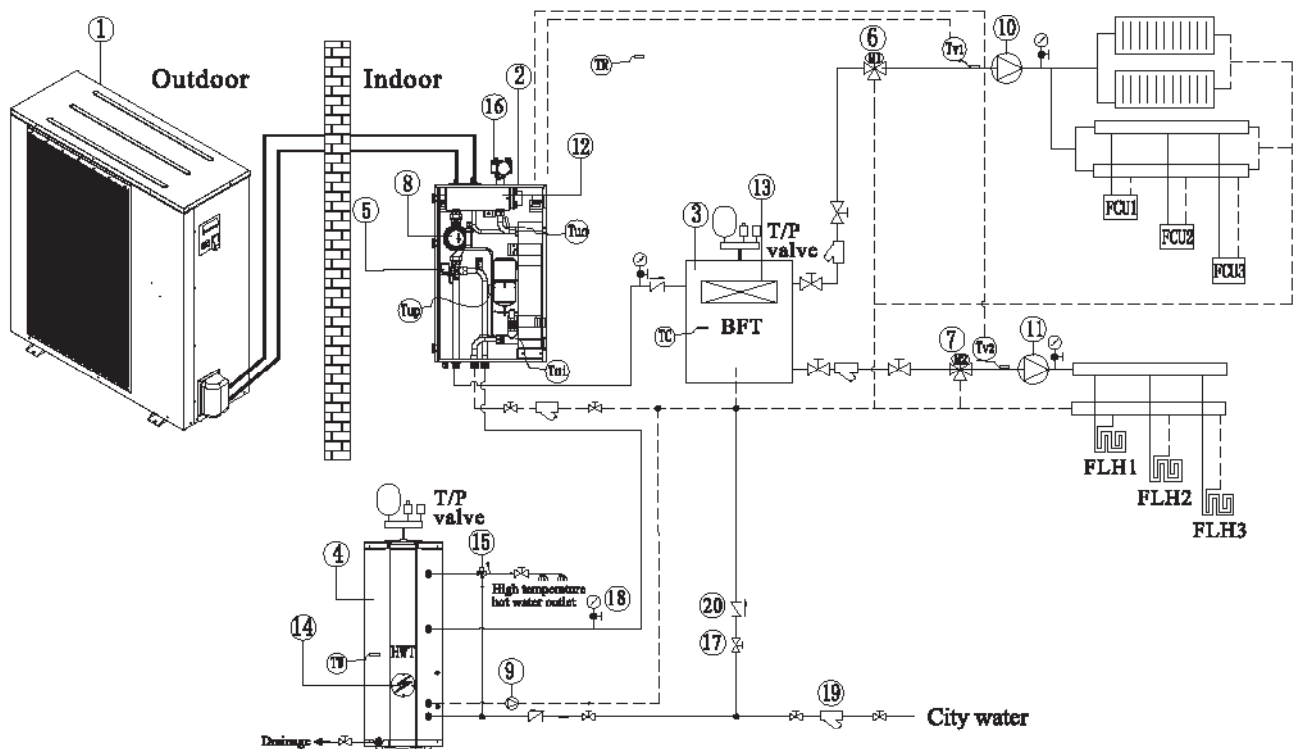 1
Outdoor
Indoor
2
16
12
8
5
TR
6
M1
Tv1
10
FCU1
FCU2
FCU3
Tuo
Tup
Tui
3
13
T/P
valve
BFT
TC
7
M2
Tv2
11
FLH1
FLH2
FLH3
T/P
valve
4
15
High temperature
hot water outlet
18
14
TW
HWT
9
20
17
19
City water
Drainage